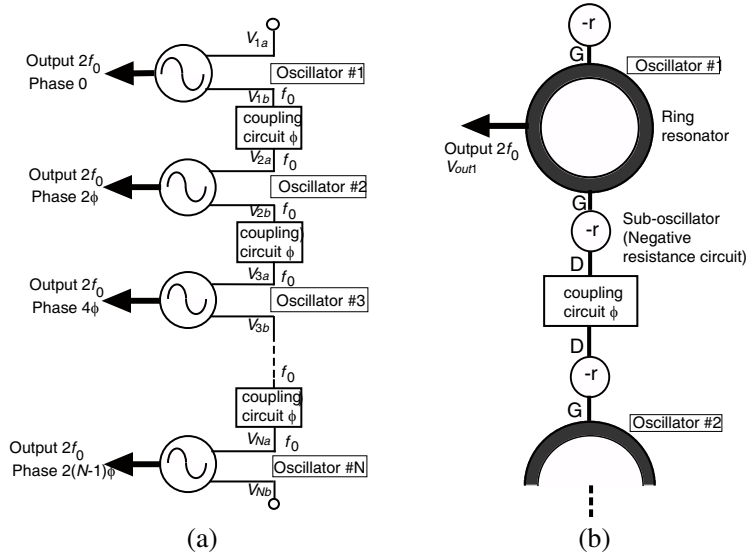 V1a
Output 2f0
Phase 0
Oscillator #1
V1b f0
coupling
circuit ϕ
V2a f0
Output 2f0
Phase 2ϕ
Oscillator #2
V2b f0
coupling
circuit ϕ
V3a f0
Output 2f0
Phase 4ϕ
Oscillator #3
V3b
f0
coupling
circuit ϕ
VNa f0
Output 2f0
Phase 2(N-1)ϕ
Oscillator #N
VNb
(a)
-r
G
Oscillator #1
Ring
resonator
Output 2f0
Vout1
G
-r
Sub-oscillator
(Negative
resistance circuit)
D
coupling
circuit ϕ
D
-r
G
Oscillator #2
(b)